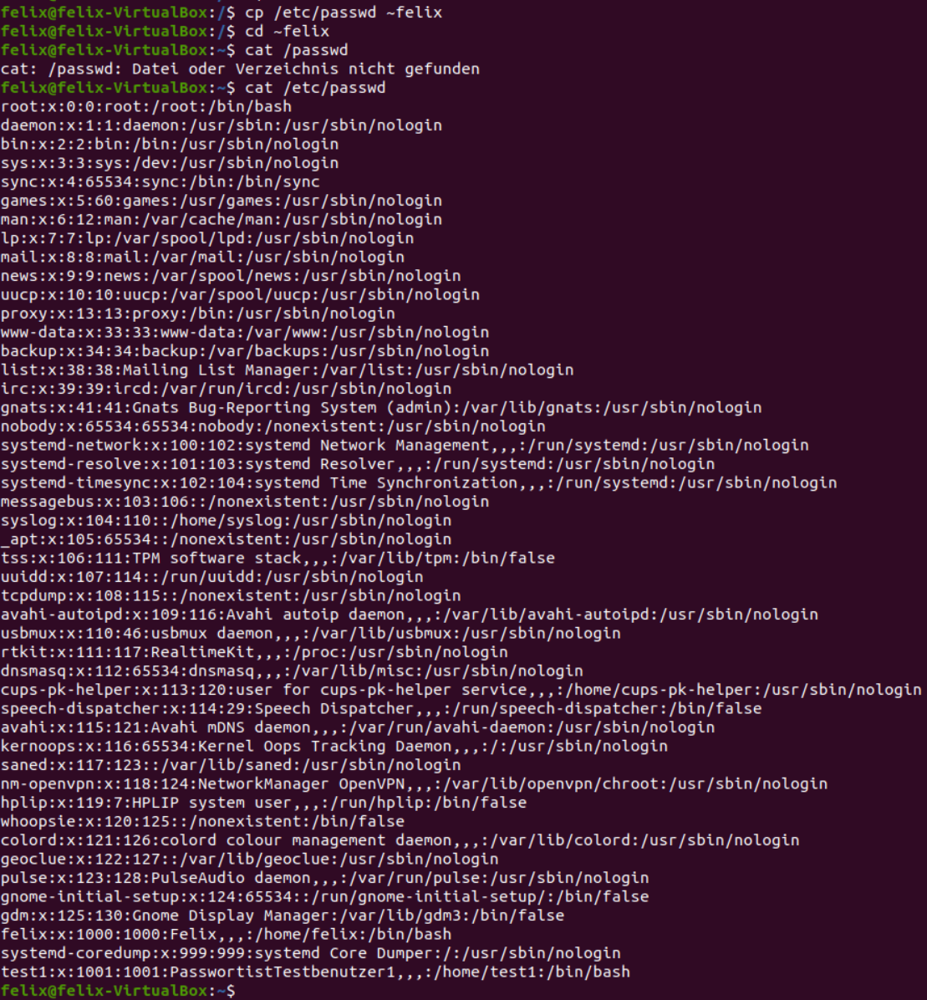 felix@felix-VirtualBox:/$ cp /etc/passwd ~felix
felix@felix-VirtualBox:/$ cd ~felix
felix@felix-VirtualBox:~$ cat /passwd
cat: /passwd: Datei oder Verzeichnis nicht gefunden
felix@felix-VirtualBox:~$ cat /etc/passwd
root:x:0:0:root:/root:/bin/bash
daemon:x:1:1:daemon:/usr/sbin:/usr/sbin/nologin
bin:x:2:2:bin:/bin:/usr/sbin/nologin
sys:x:3:3:sys:/dev:/usr/sbin/nologin
sync:x:4:65534:sync:/bin:/bin/sync
games:x:5:60:games:/usr/games:/usr/sbin/nologin
man:x:6:12:man:/var/cache/man:/usr/sbin/nologin
lp:x:7:7:lp:/var/spool/lpd:/usr/sbin/nologin
mail:x:8:8:mail:/var/mail:/usr/sbin/nologin
news:x:9:9:news:/var/spool/news:/usr/sbin/nologin
uucp:x:10:10:uucp:/var/spool/uucp:/usr/sbin/nologin
proxy:x:13:13:proxy:/bin:/usr/sbin/nologin
www-data:x:33:33:www-data:/var/www:/usr/sbin/nologin
backup:x:34:34:backup:/var/backups:/usr/sbin/nologin
list:x:38:38:Mailing List Manager:/var/list:/usr/sbin/nologin
irc:x:39:39:ircd:/var/run/ircd:/usr/sbin/nologin
gnats:x:41:41:Gnats Bug-Reporting System (admin):/var/lib/gnats:/usr/sbin/nologin
nobody:x:65534:65534:nobody:/nonexistent:/usr/sbin/nologin
systemd-network:x:100:102:systemd Network Management,,,:/run/systemd:/usr/sbin/nologin
systemd-resolve:x:101:103:systemd Resolver,,,:/run/systemd:/usr/sbin/nologin
systemd-timesync:x:102:104:systemd Time Synchronization,,,:/run/systemd:/usr/sbin/nologin
messagebus:x:103:106::/nonexistent:/usr/sbin/nologin
syslog:x:104:110::/home/syslog:/usr/sbin/nologin
_apt:x:105:65534::/nonexistent:/usr/sbin/nologin
tss:x:106:111:TPM software stack,,,:/var/lib/tpm:/bin/false
uuidd:x:107:114::/run/uuidd:/usr/sbin/nologin
tcpdump:x:108:115::/nonexistent:/usr/sbin/nologin
avahi-autoipd:x:109:116:Avahi autoip daemon,,,:/var/lib/avahi-autoipd:/usr/sbin/nologin
usbmux:x:110:46:usbmux daemon,,,:/var/lib/usbmux:/usr/sbin/nologin
rtkit:x:111:117:RealtimeKit,,,:/proc:/usr/sbin/nologin
dnsmasq:x:112:65534:dnsmasq,,,:/var/lib/misc:/usr/sbin/nologin
cups-pk-helper:x:113:120:user for cups-pk-helper service,,,:/home/cups-pk-helper:/usr/sbin/nologin
speech-dispatcher:x:114:29:Speech Dispatcher,,,:/run/speech-dispatcher:/bin/false
avahi:x:115:121:Avahi mDNS daemon,,,:/var/run/avahi-daemon:/usr/sbin/nologin
kernoops:x:116:65534:Kernel Oops Tracking Daemon,,,:/:/usr/sbin/nologin
saned:x:117:123::/var/lib/saned:/usr/sbin/nologin
nm-openvpn:x:118:124:NetworkManager OpenVPN,,,:/var/lib/openvpn/chroot:/usr/sbin/nologin
hplip:x:119:7:HPLIP system user,,,:/run/hplip:/bin/false
whoopsie:x:120:125::/nonexistent:/bin/false
colord:x:121:126:colord colour management daemon,,,:/var/lib/colord:/usr/sbin/nologin
geoclue:x:122:127::/var/lib/geoclue:/usr/sbin/nologin
pulse:x:123:128:PulseAudio daemon,,,:/var/run/pulse:/usr/sbin/nologin
gnome-initial-setup:x:124:65534::/run/gnome-initial-setup/:/bin/false
gdm:x:125:130:Gnome Display Manager:/var/lib/gdm3:/bin/false
felix:x:1000:1000:Felix,,,:/home/felix:/bin/bash
systemd-coredump:x:999:999:systemd Core Dumper:/:/usr/sbin/nologin
test1:x:1001:1001:PasswortistTestbenutzer1,,,:/home/test1:/bin/bash
felix@felix-VirtualBox:~$